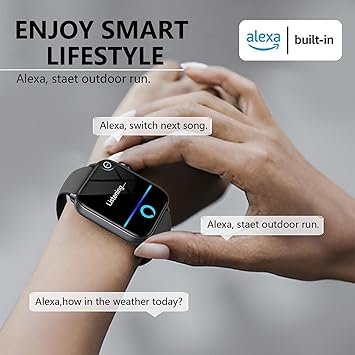 ENJOY SMART
LIFESTYLE
Alexa, staet outdoor run.
alexa
built-in
Alexa, switch next song.
Listening...
Alexa, staet outdoor run.
Alexa,how in the weather today?